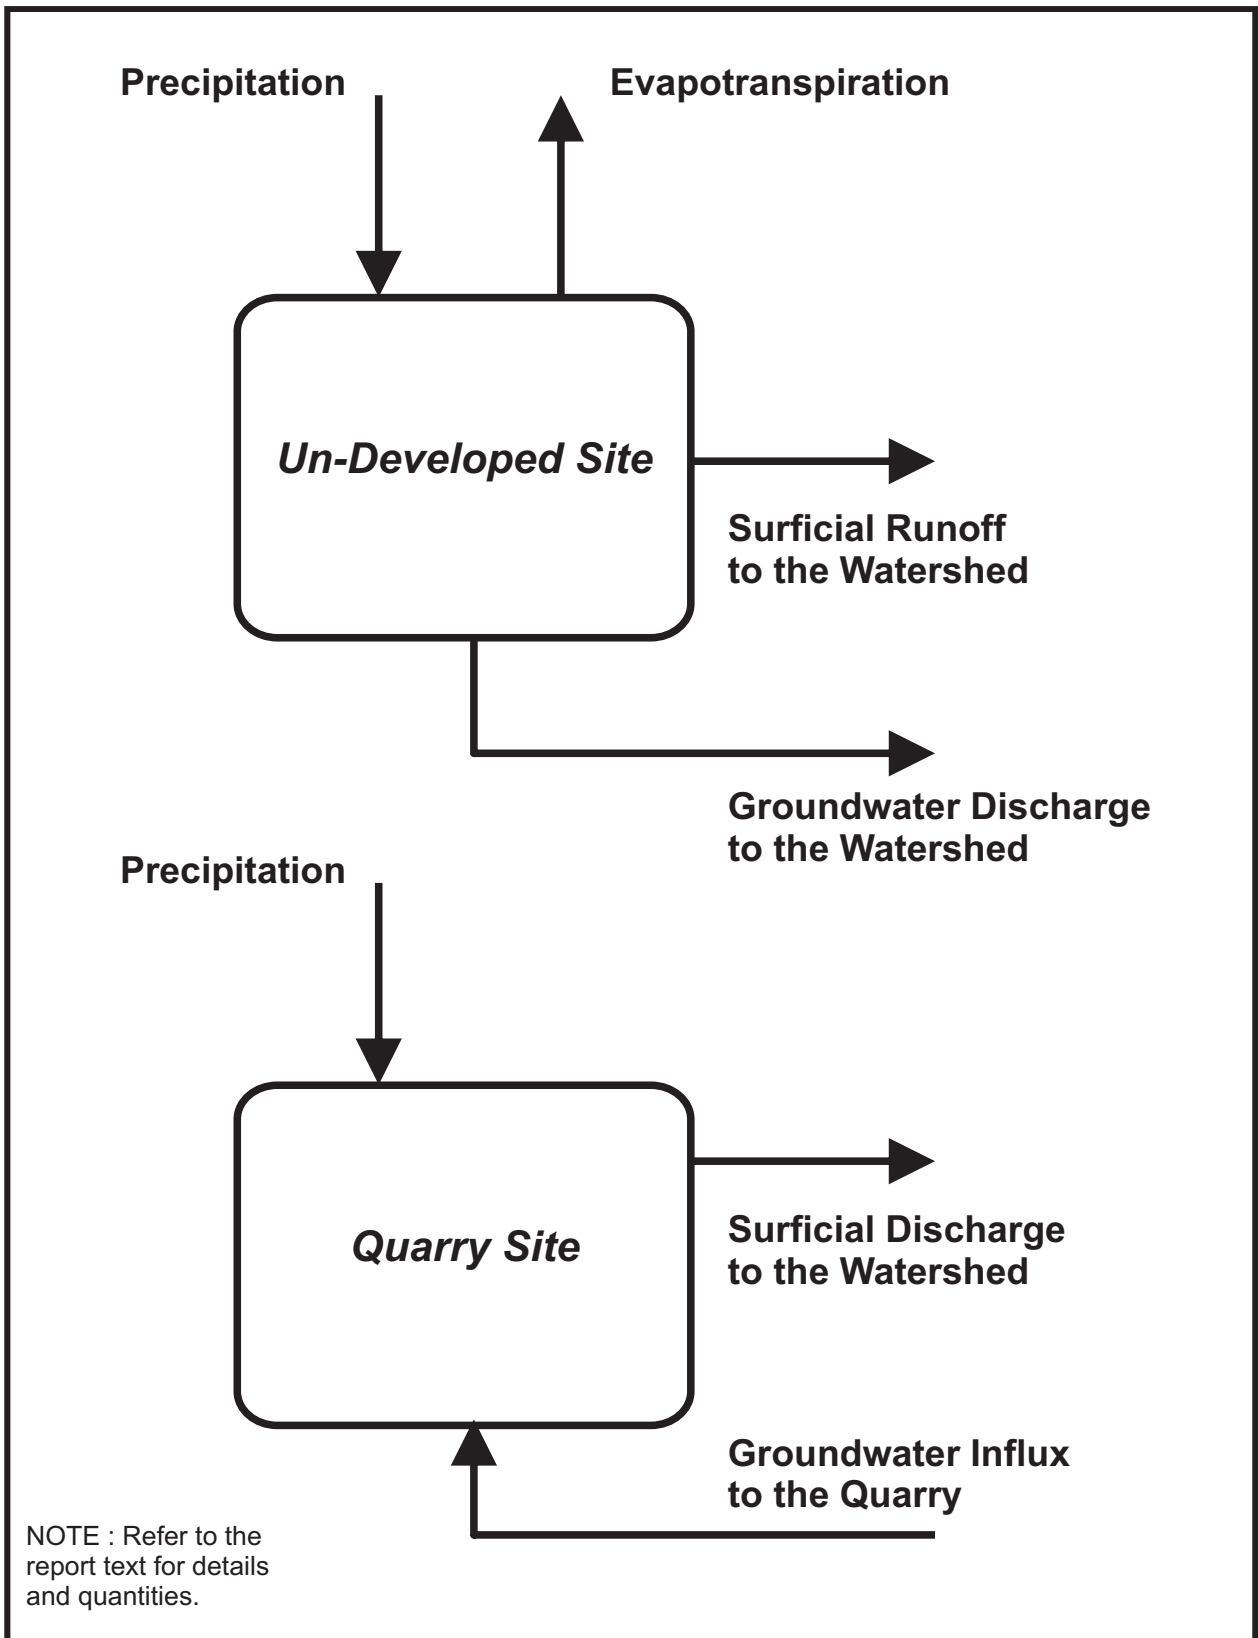 Precipitation
Evapotranspiration
Un-Developed Site
Surficial Runoff
to the Watershed
Groundwater Discharge
to the Watershed
Precipitation
Quarry Site
Surficial Discharge
to the Watershed
Groundwater Influx
to the Quarry
NOTE : Refer to the
report text for details
and quantities.